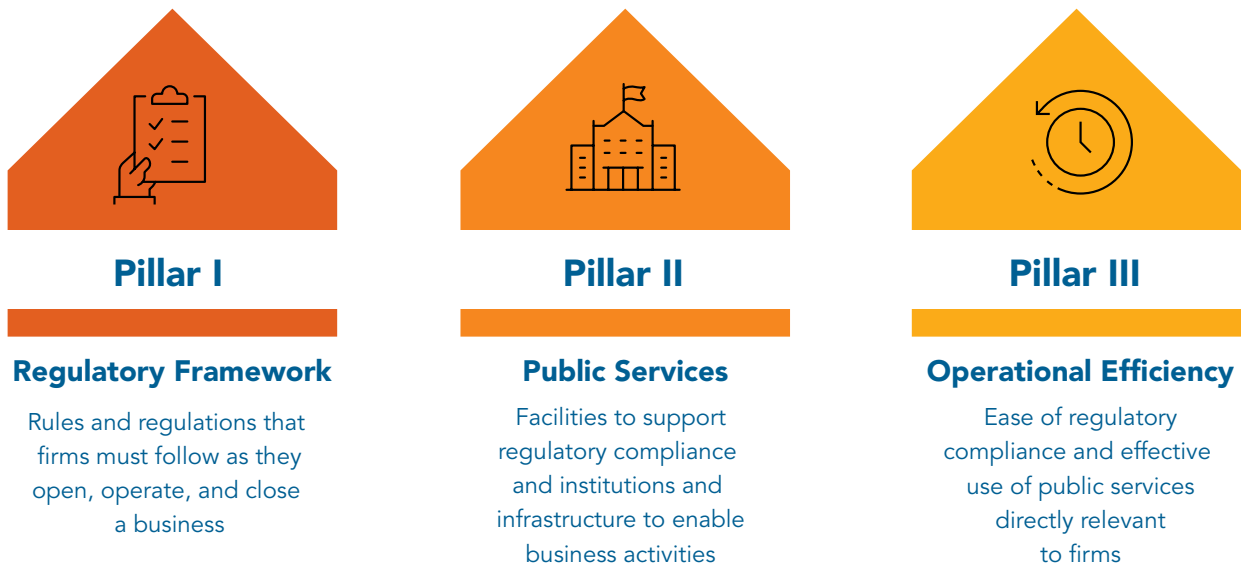 Pillar I
Regulatory Framework
Rules and regulations that
firms must follow as they
open, operate, and close
a business
Pillar II
Public Services
Facilities to support
regulatory compliance
and institutions and
infrastructure to enable
business activities
Pillar III
Operational Efficiency
Ease of regulatory
compliance and effective
use of public services
directly relevant
to firms